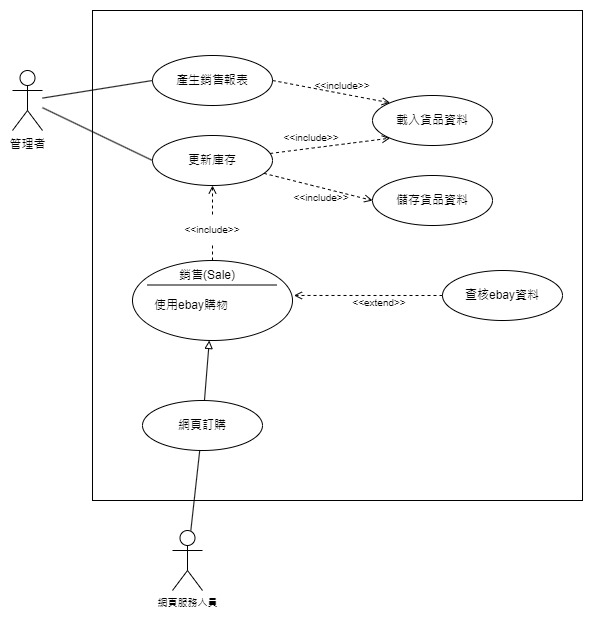 產生銷售報表
<<include>>
管理者
載入貨品資料
<<include>>
更新庫存
<<include>>
儲存貨品資料
<<include>>
銷售(Sale)
使用ebay購物
<<extend>>
查核ebay資料
網頁訂購
網頁服務人員